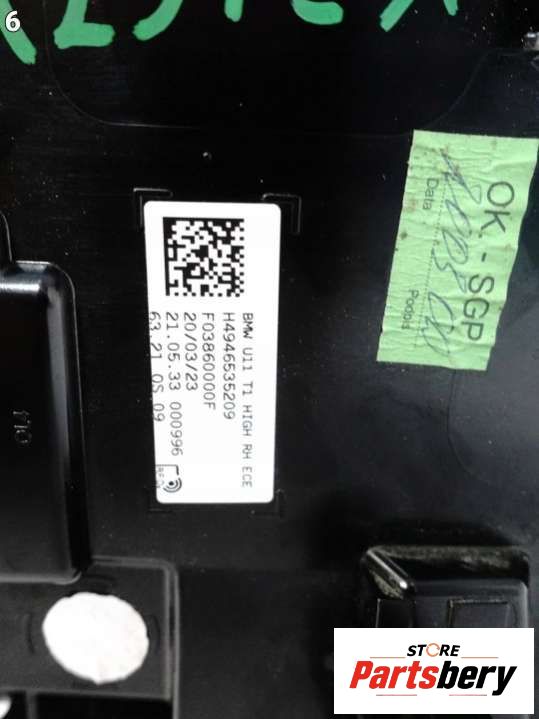 6
BMW U11 T1 HIGH RH ECE
H4946535209
F03860000F
20/03/23
21.05.33 000996
63.21 OS 09
OK - SGP
Data
Podpis
STORE
Partsbery